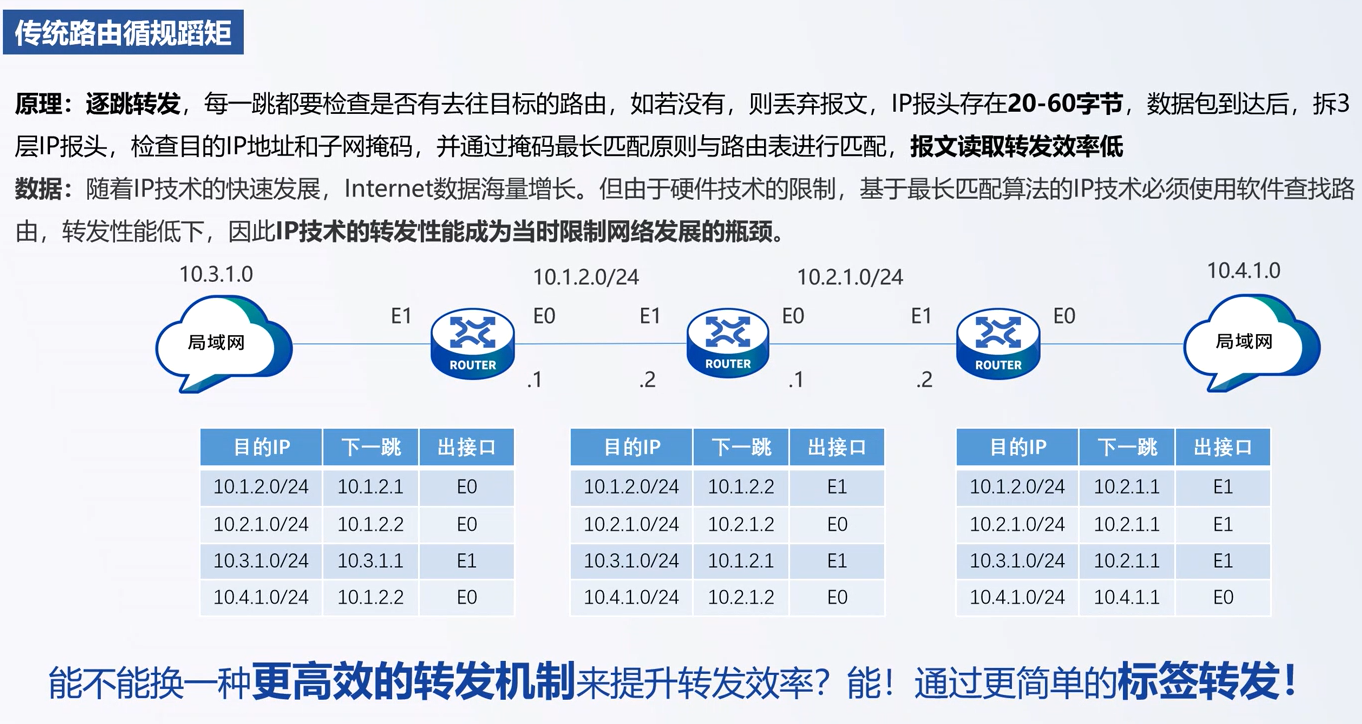 传统路由循规蹈矩
原理：逐跳转发，每一跳都要检查是否有去往目标的路由，如若没有，则丢弃报文，IP报头存在20-60字节，数据包到达后，拆3
层IP报头，检查目的IP地址和子网掩码，并通过掩码最长匹配原则与路由表进行匹配，报文读取转发效率低
数据：随着IP技术的快速发展，Internet数据海量增长。但由于硬件技术的限制，基于最长匹配算法的IP技术必须使用软件查找路
由，转发性能低下，因此IP技术的转发性能成为当时限制网络发展的瓶颈。
10.3.1.0 10.1.2.0/24 10.2.1.0/24 10.4.1.0
E1 E0 E1 E0 E1 E0
局域网 ROUTER ROUTER ROUTER 局域网
.1 .2 .1 .2
目的IP 下一跳 出接口 目的IP 下一跳 出接口 目的IP 下一跳 出接口
10.1.2.0/24 10.1.2.1 E0 10.1.2.0/24 10.1.2.2 E1 10.1.2.0/24 10.2.1.1 E1
10.2.1.0/24 10.1.2.2 E0 10.2.1.0/24 10.2.1.2 E0 10.2.1.0/24 10.2.1.1 E1
10.3.1.0/24 10.3.1.1 E1 10.3.1.0/24 10.1.2.1 E1 10.3.1.0/24 10.2.1.1 E1
10.4.1.0/24 10.1.2.2 E0 10.4.1.0/24 10.2.1.2 E0 10.4.1.0/24 10.4.1.1 E0
能不能换一种更高效的转发机制来提升转发效率？能！通过更简单的标签转发！